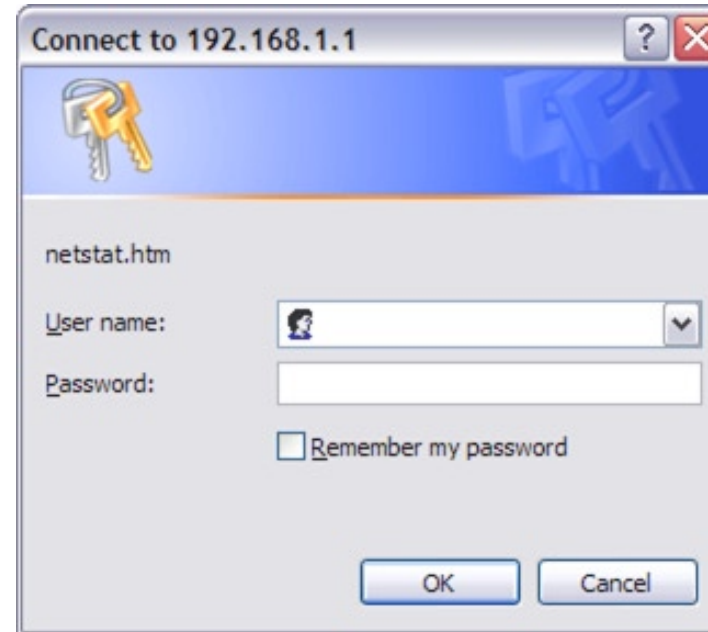 Connect to 192.168.1.1
?
netstat.htm
User name:
Password:
Remember my password
OK
Cancel